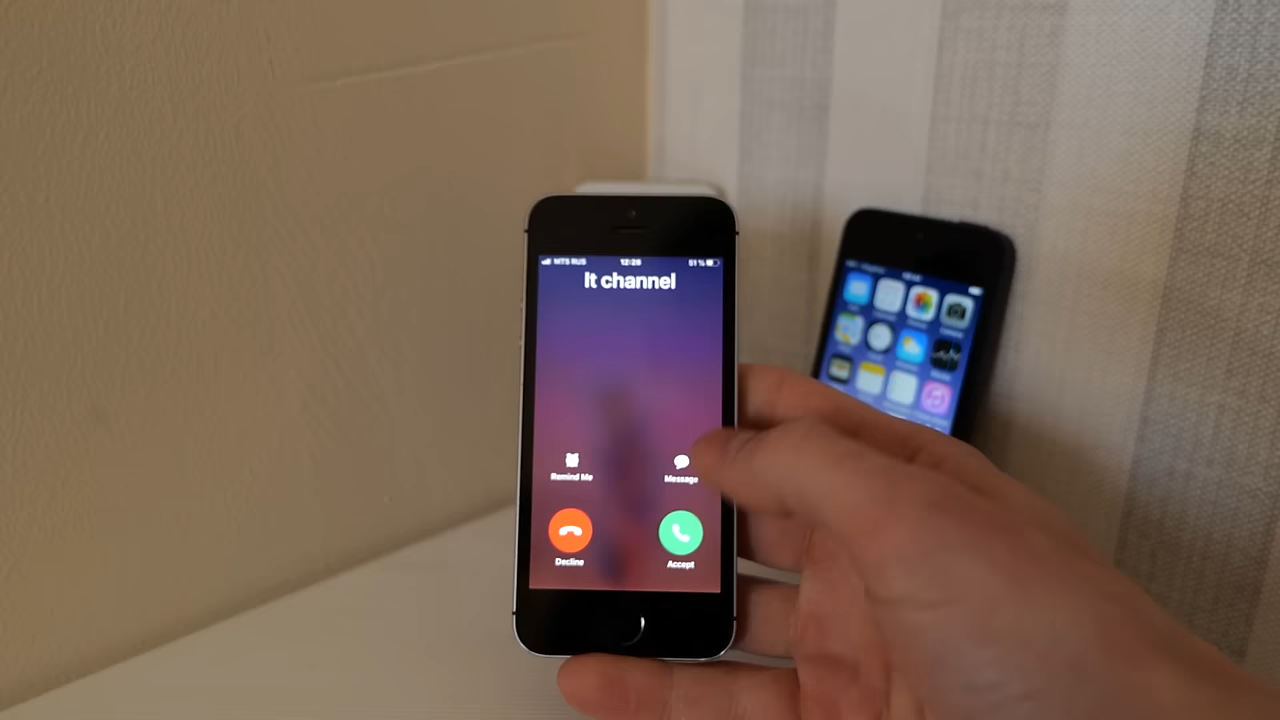 MTS RUS 12:28 51 %
It channel
Remind Me Message
Decline Accept